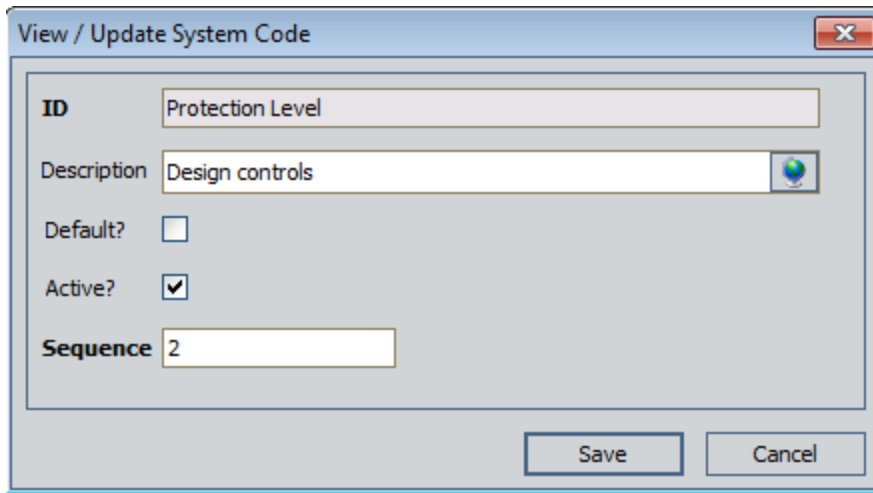 View / Update System Code
ID Protection Level
Description Design controls
Default?
Active?
Sequence 2
Save Cancel